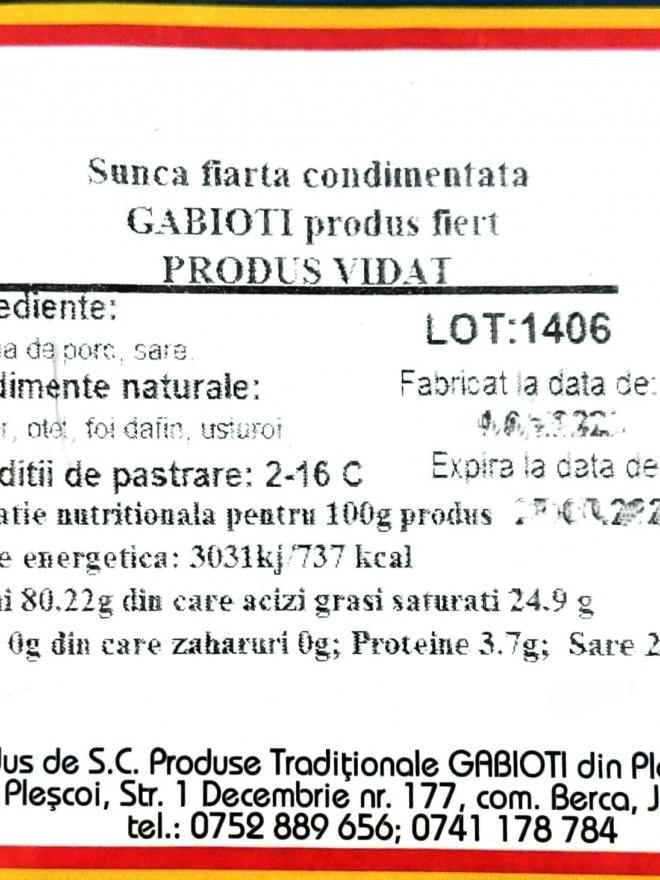 Sunca fiarta condimentata
GABIOTI produs fiert
PRODUS VIDAT
ediente:
LOT:1406
a de porc, sare.
dimente naturale:
Fabricat la data de:
r, otet, foi dafin, usturoi
ditii de pastrare: 2-16 C
Expira la data de
atie nutritionala pentru 100g produs
e energetica: 3031kj/737 kcal
i 80.22g din care acizi grasi saturati 24.9 g
0g din care zaharuri 0g; Proteine 3.7g; Sare 2
dus de S.C. Produse Tradiţionale GABIOTI din Ple
Pleşcoi, Str. 1 Decembrie nr. 177, com. Berca, J
tel.: 0752 889 656; 0741 178 784